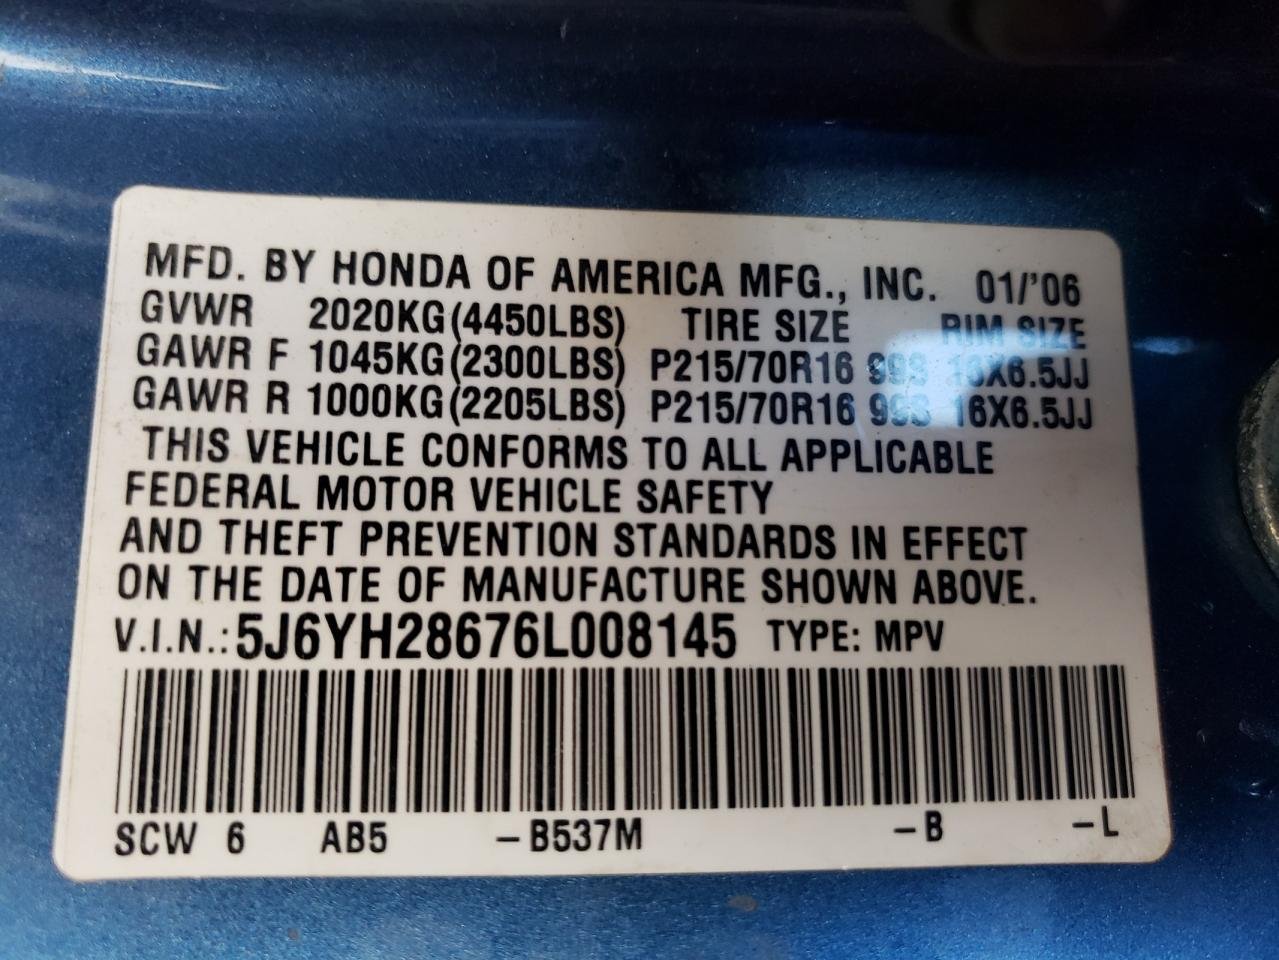 MFD. BY HONDA OF AMERICA MFG., INC. 01/'06
GVWR 2020KG(4450LBS) TIRE SIZE RIM SIZE
GAWR F 1045KG(2300LBS) P215/70R16 99S 16X6.5JJ
GAWR R 1000KG(2205LBS) P215/70R16 99S 16X6.5JJ
THIS VEHICLE CONFORMS TO ALL APPLICABLE
FEDERAL MOTOR VEHICLE SAFETY
AND THEFT PREVENTION STANDARDS IN EFFECT
ON THE DATE OF MANUFACTURE SHOWN ABOVE.
V.I.N.: 5J6YH28676L008145 TYPE: MPV
SCW 6 AB5 -B537M -B -L